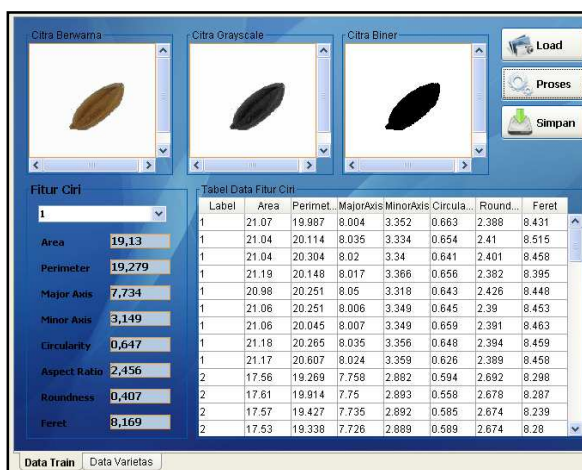 Citra Berwarna Citra Grayscale Citra Biner
Load
Proses
Simpan
Fitur Ciri
1
Area 19,13
Perimeter 19,279
Major Axis 7,734
Minor Axis 3,149
Circularity 0,647
Aspect Ratio 2,456
Roundness 0,407
Feret 8,169
Tabel Data Fitur Ciri
Label Area Perimet... MajorAxis MinorAxis Circula... Round... Feret
1 21.07 19.987 8.004 3.352 0.663 2.388 8.431
1 21.04 20.114 8.035 3.334 0.654 2.41 8.515
1 21.04 20.304 8.02 3.34 0.641 2.401 8.458
1 21.19 20.148 8.017 3.366 0.656 2.382 8.395
1 20.98 20.251 8.05 3.318 0.643 2.426 8.448
1 21.06 20.251 8.006 3.349 0.645 2.39 8.453
1 21.06 20.045 8.007 3.349 0.659 2.391 8.463
1 21.18 20.265 8.035 3.356 0.648 2.394 8.459
1 21.17 20.607 8.024 3.359 0.626 2.389 8.458
2 17.56 19.269 7.758 2.882 0.594 2.692 8.298
2 17.61 19.914 7.75 2.893 0.558 2.678 8.287
2 17.57 19.427 7.735 2.892 0.585 2.674 8.239
2 17.53 19.338 7.726 2.889 0.589 2.674 8.28
Data Train Data Varietas